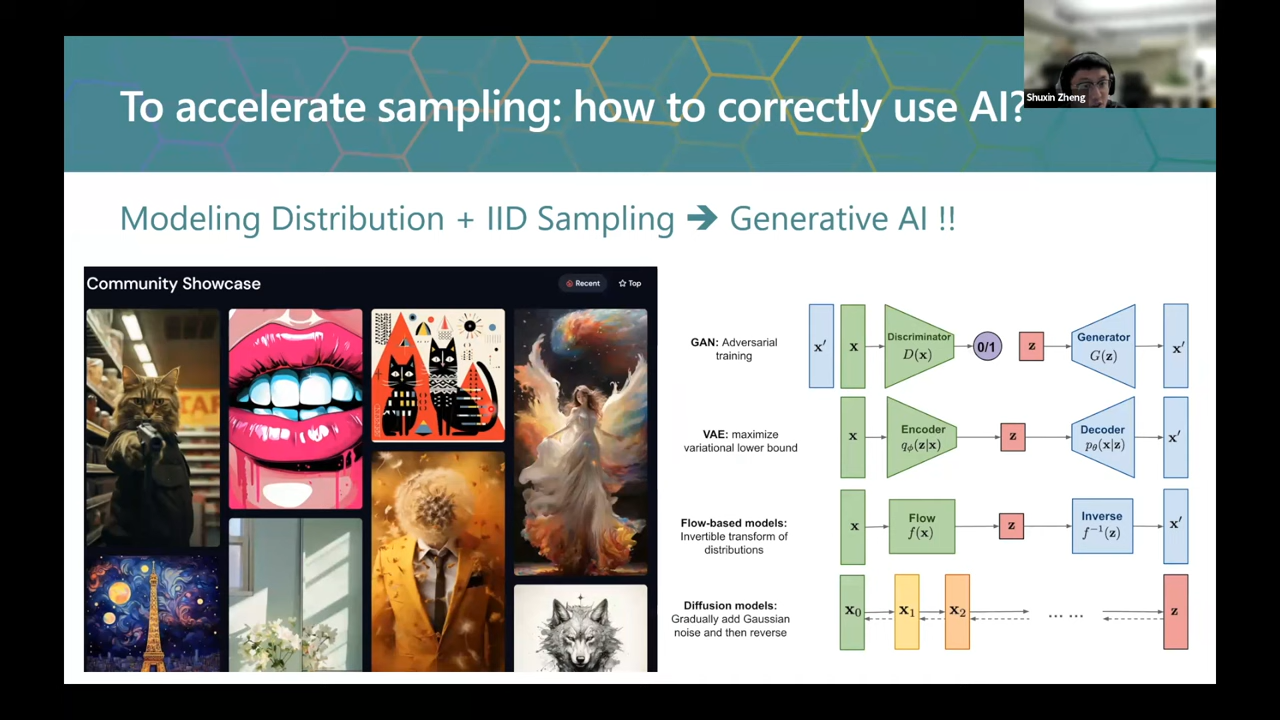 To accelerate sampling: how to correctly use AI?
Shuxin Zheng
Modeling Distribution + IID Sampling ➔ Generative AI !!
Community Showcase
Recent
Top
GAN: Adversarial
training
x′
x
Discriminator
D(x)
0/1
z
Generator
G(z)
x′
VAE: maximize
variational lower bound
x
Encoder
qϕ(z|x)
z
Decoder
pθ(x|z)
x′
Flow-based models:
Invertible transform of
distributions
x
Flow
f(x)
z
Inverse
f⁻¹(z)
x′
Diffusion models:
Gradually add Gaussian
noise and then reverse
x₀
x₁
x₂
... ...
z